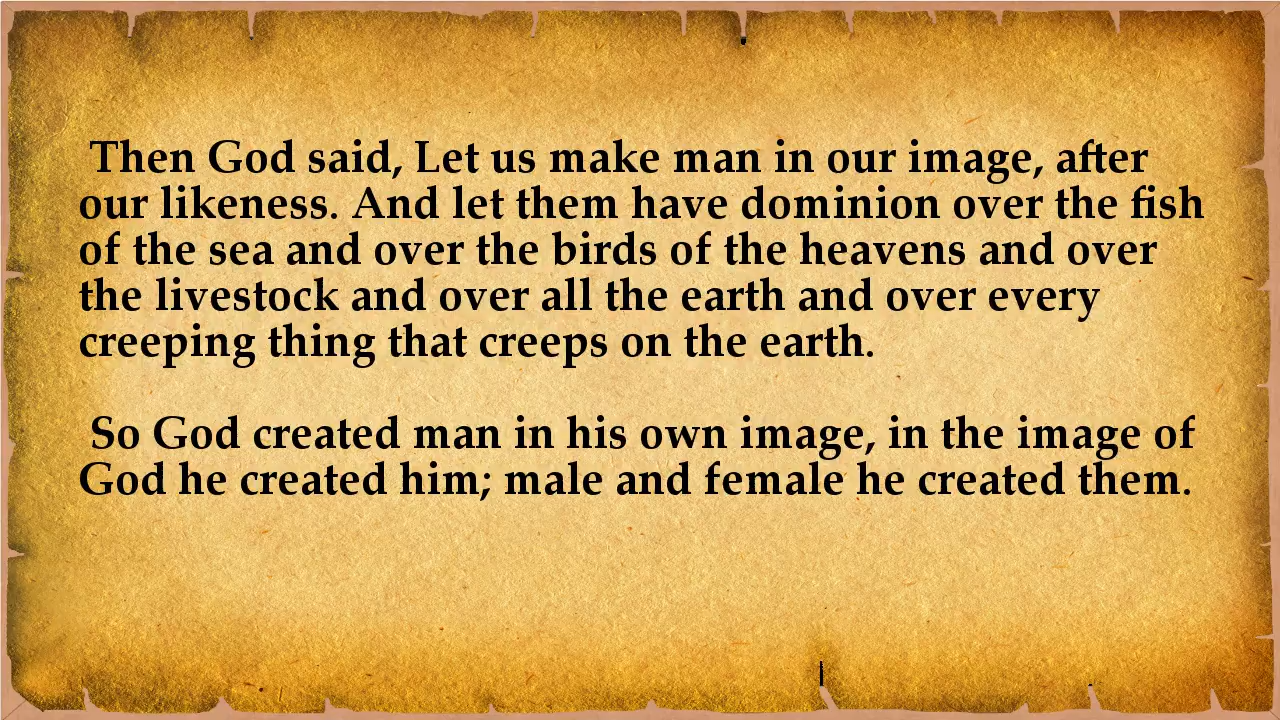 Then God said, Let us make man in our image, after
our likeness. And let them have dominion over the fish
of the sea and over the birds of the heavens and over
the livestock and over all the earth and over every
creeping thing that creeps on the earth.
So God created man in his own image, in the image of
God he created him; male and female he created them.